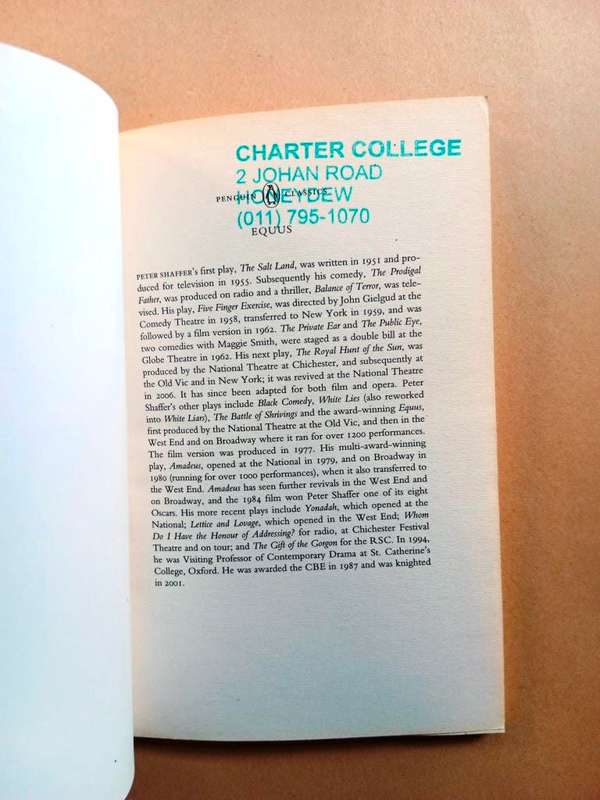 CHARTER COLLEGE
2 JOHAN ROAD
PENGUIN CLASSICS
HONEYDEW
(011) 795-1070
EQUUS
PETER SHAFFER's first play, The Salt Land, was written in 1951 and pro-
duced for television in 1955. Subsequently his comedy, The Prodigal
Father, was produced on radio and a thriller, Balance of Terror, was tele-
vised. His play, Five Finger Exercise, was directed by John Gielgud at the
Comedy Theatre in 1958, transferred to New York in 1959, and was
followed by a film version in 1962. The Private Ear and The Public Eye,
two comedies with Maggie Smith, were staged as a double bill at the
Globe Theatre in 1962. His next play, The Royal Hunt of the Sun, was
produced by the National Theatre at Chichester, and subsequently at
the Old Vic and in New York; it was revived at the National Theatre
in 2006. It has since been adapted for both film and opera. Peter
Shaffer's other plays include Black Comedy, White Lies (also reworked
into White Liars), The Battle of Shrivings and the award-winning Equus,
first produced by the National Theatre at the Old Vic, and then in the
West End and on Broadway where it ran for over 1200 performances.
The film version was produced in 1977. His multi-award-winning
play, Amadeus, opened at the National in 1979, and on Broadway in
1980 (running for over 1000 performances), when it also transferred to
the West End. Amadeus has seen further revivals in the West End and
on Broadway, and the 1984 film won Peter Shaffer one of its eight
Oscars. His more recent plays include Yonadab, which opened at the
National; Lettice and Lovage, which opened in the West End; Whom
Do I Have the Honour of Addressing? for radio, at Chichester Festival
Theatre and on tour; and The Gift of the Gorgon for the RSC. In 1994,
he was Visiting Professor of Contemporary Drama at St. Catherine's
College, Oxford. He was awarded the CBE in 1987 and was knighted
in 2001.